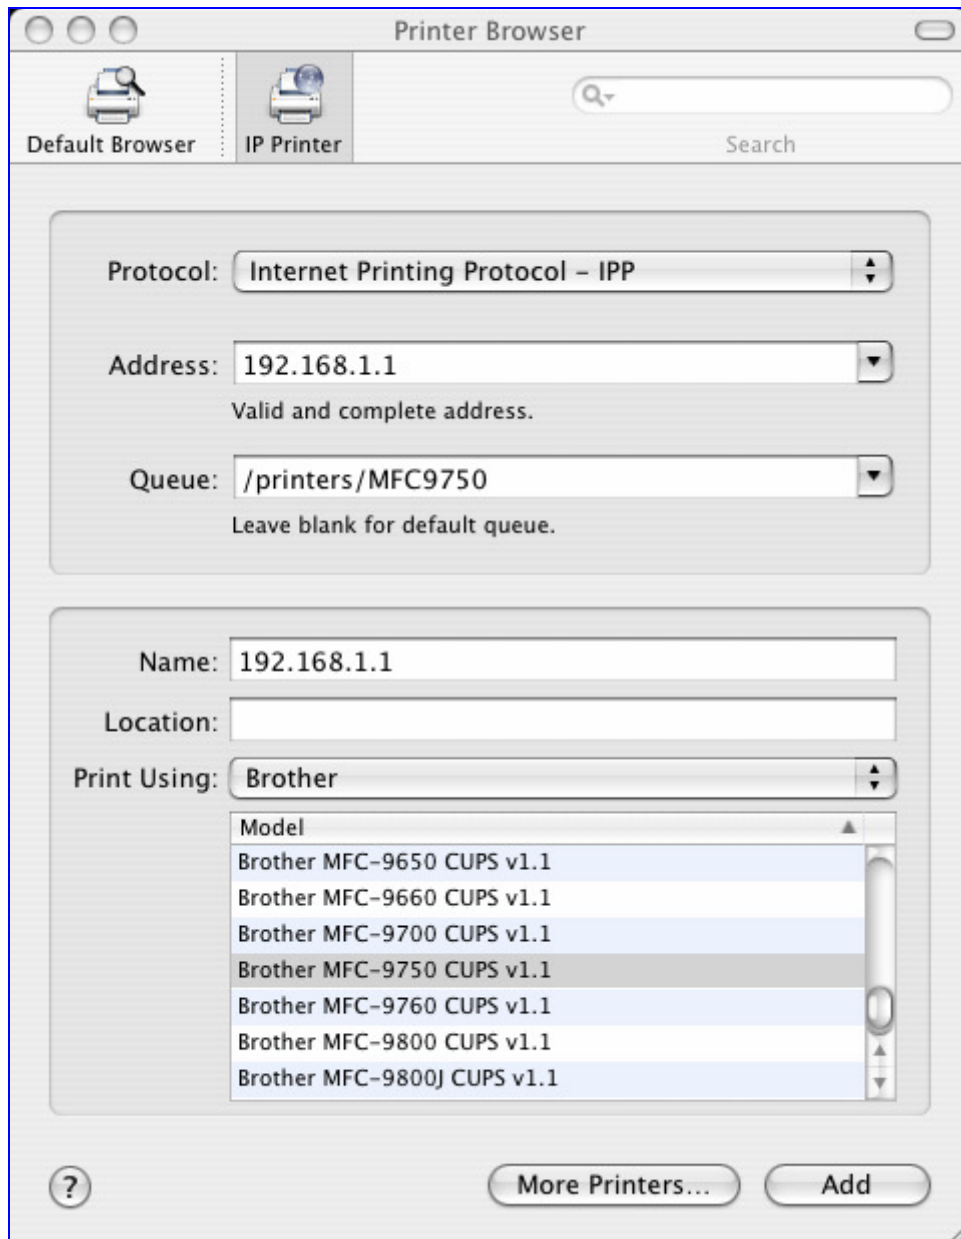 Printer Browser
Default Browser
IP Printer
Search
Protocol: Internet Printing Protocol – IPP
Address: 192.168.1.1
Valid and complete address.
Queue: /printers/MFC9750
Leave blank for default queue.
Name: 192.168.1.1
Location:
Print Using: Brother
Model
Brother MFC-9650 CUPS v1.1
Brother MFC-9660 CUPS v1.1
Brother MFC-9700 CUPS v1.1
Brother MFC-9750 CUPS v1.1
Brother MFC-9760 CUPS v1.1
Brother MFC-9800 CUPS v1.1
Brother MFC-9800J CUPS v1.1
?
More Printers...
Add